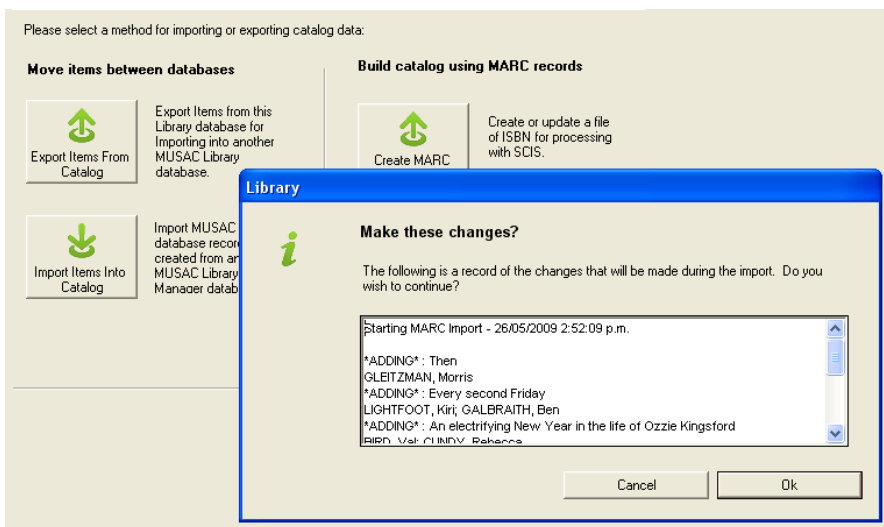 Please select a method for importing or exporting catalog data:
Move items between databases
Export Items From
Catalog
Export Items from this
Library database for
Importing into another
MUSAC Library
database.
Import Items Into
Catalog
Import MUSAC
database
created from
MUSAC Library
Manager
Build catalog using MARC records
Create MARC
Create or update a file
of ISBN for processing
with SCIS.
Library
Make these changes?
The following is a record of the changes that will be made during the import. Do you
wish to continue?
Starting MARC Import - 26/05/2009 2:52:09 p.m.
*ADDING* : Then
GLEITZMAN, Morris
*ADDING* : Every second Friday
LIGHTFOOT, Kiri; GALBRAITH, Ben
*ADDING* : An electrifying New Year in the life of Ozzie Kingsford
BIRD, Val; CUNDY, Rebecca
Cancel
Ok